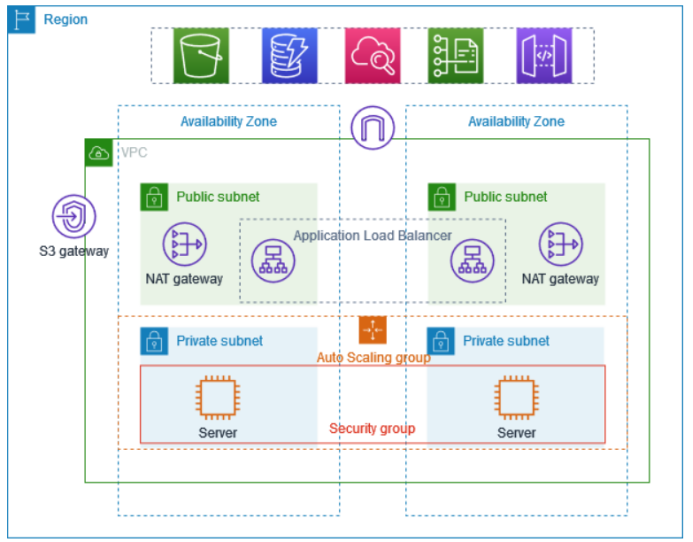 Region
Availability Zone
Availability Zone
VPC
Public subnet
Public subnet
Application Load Balancer
S3 gateway
NAT gateway
NAT gateway
Private subnet
Private subnet
Auto Scaling group
Security group
Server
Server